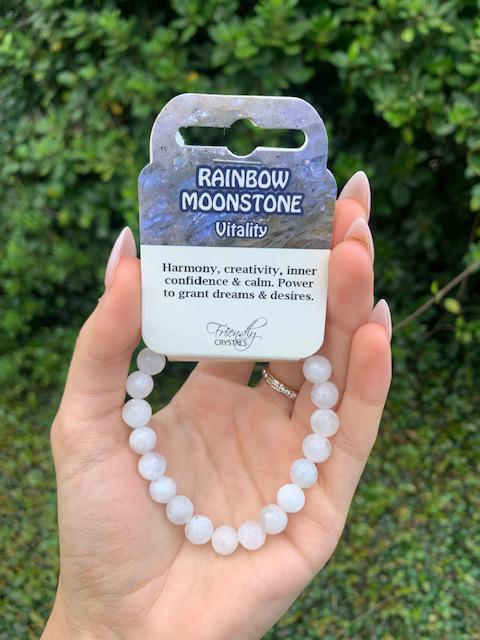 RAINBOW
MOONSTONE
Vitality
Harmony, creativity, inner
confidence & calm. Power
to grant dreams & desires.
Friendly
CRYSTALS